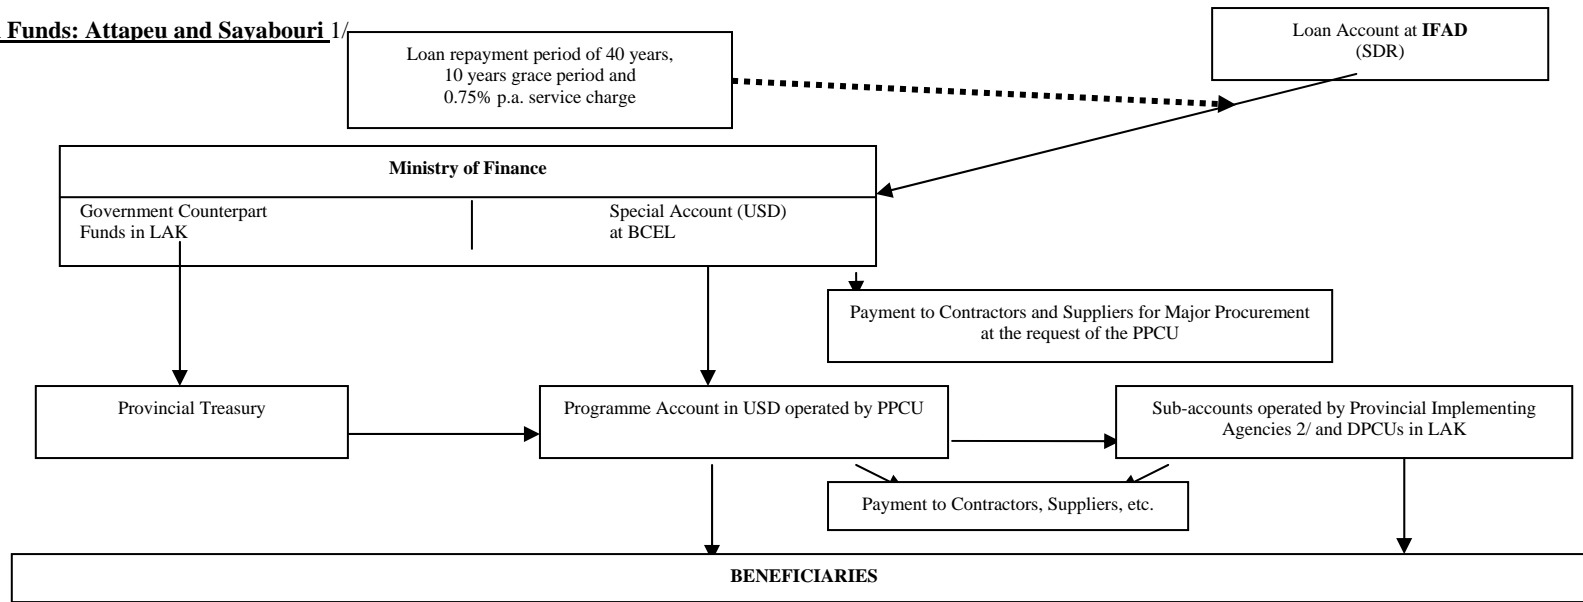 Funds: Attapeu and Sayabouri 1/
Loan Account at IFAD
(SDR)
Loan repayment period of 40 years,
10 years grace period and
0.75% p.a. service charge
Ministry of Finance
Government Counterpart
Funds in LAK
Special Account (USD)
at BCEL
Payment to Contractors and Suppliers for Major Procurement
at the request of the PPCU
Provincial Treasury
Programme Account in USD operated by PPCU
Sub-accounts operated by Provincial Implementing
Agencies 2/ and DPCUs in LAK
Payment to Contractors, Suppliers, etc.
BENEFICIARIES